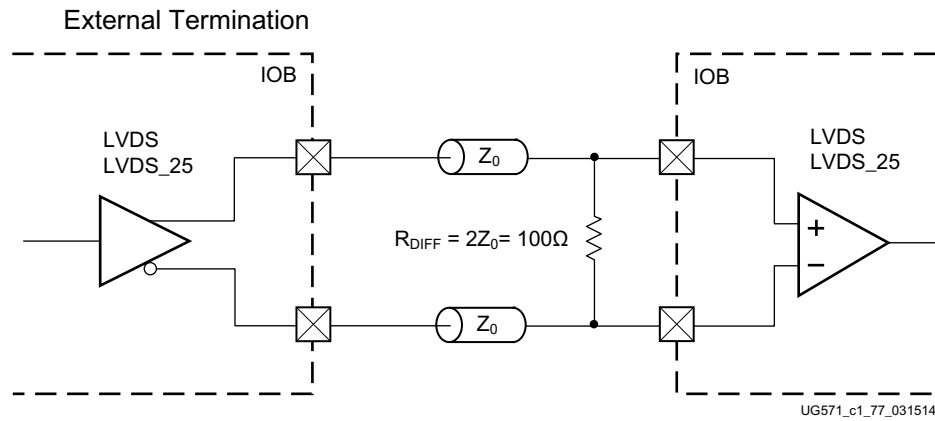 External Termination
IOB
IOB
LVDS
LVDS_25
Z0
LVDS
LVDS_25
+
−
RDIFF = 2Z0= 100Ω
Z0
UG571_c1_77_031514